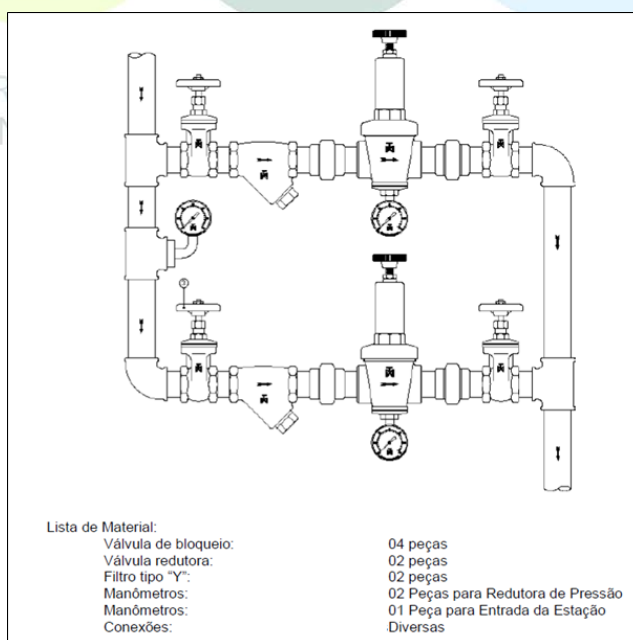 Lista de Material:
Válvula de bloqueio: 04 peças
Válvula redutora: 02 peças
Filtro tipo "Y": 02 peças
Manômetros: 02 Peças para Redutora de Pressão
Manômetros: 01 Peça para Entrada da Estação
Conexões: Diversas